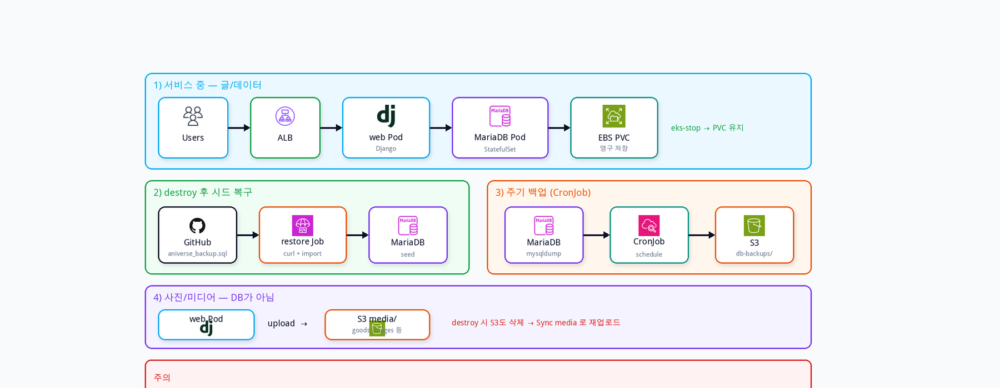 1) 서비스 중 — 글/데이터
Users
ALB
dj
web Pod
Django
MariaDB
MariaDB Pod
StatefulSet
EBS PVC
영구 저장
eks-stop → PVC 유지
2) destroy 후 시드 복구
GitHub
aniverse_backup.sql
restore Job
curl + import
MariaDB
MariaDB
seed
3) 주기 백업 (CronJob)
MariaDB
MariaDB
mysqldump
CronJob
schedule
S3
db-backups/
4) 사진/미디어 — DB가 아님
web Pod
dj
upload →
S3 media/
등
destroy 시 S3도 삭제 → Sync media 로 재업로드
주의